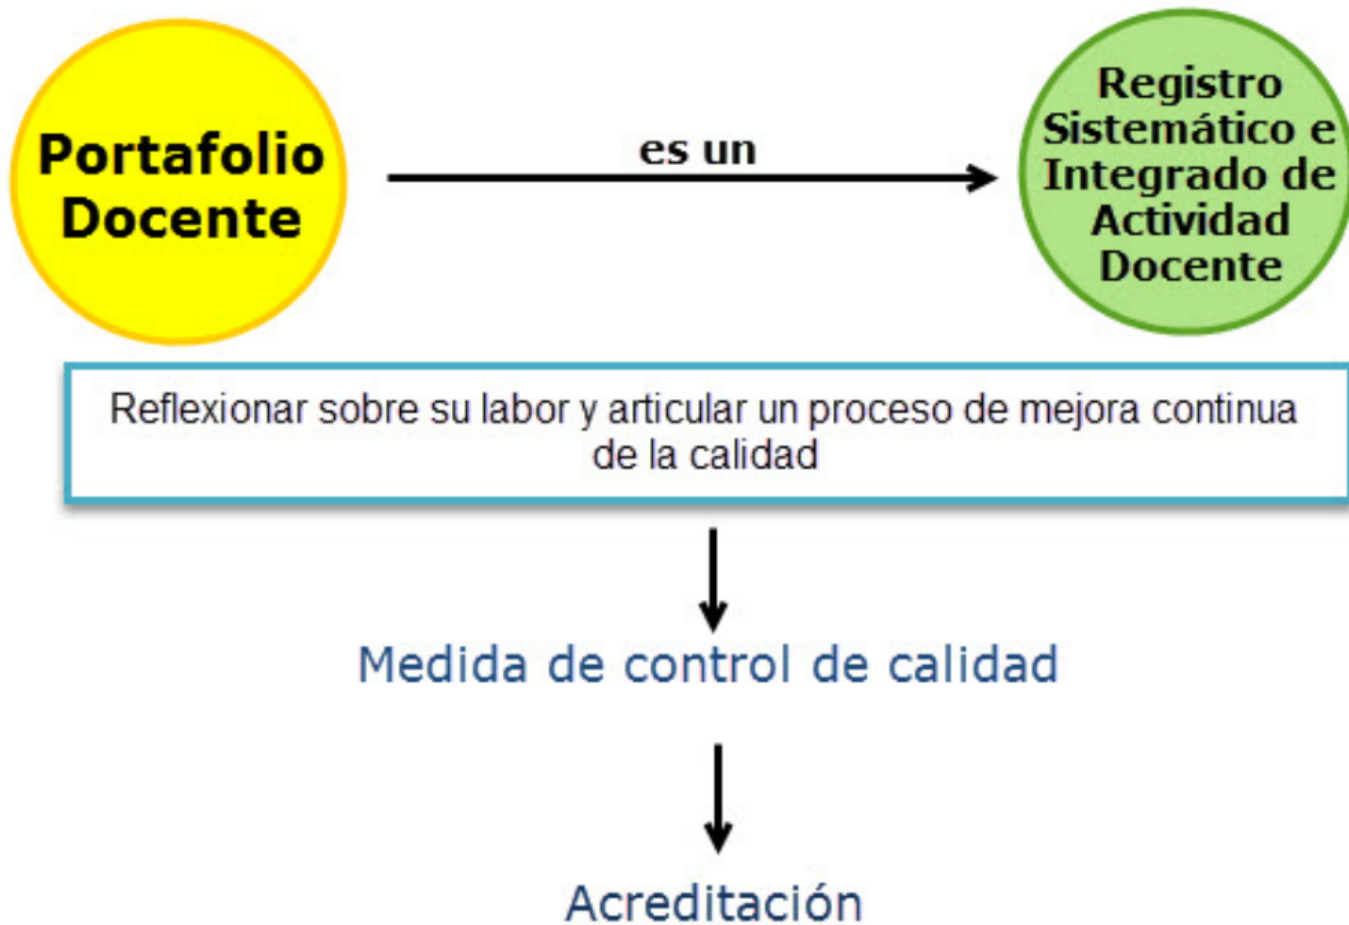 Portafolio
Docente
es un
Registro
Sistemático e
Integrado de
Actividad
Docente
Reflexionar sobre su labor y articular un proceso de mejora continua
de la calidad
Medida de control de calidad
Acreditación